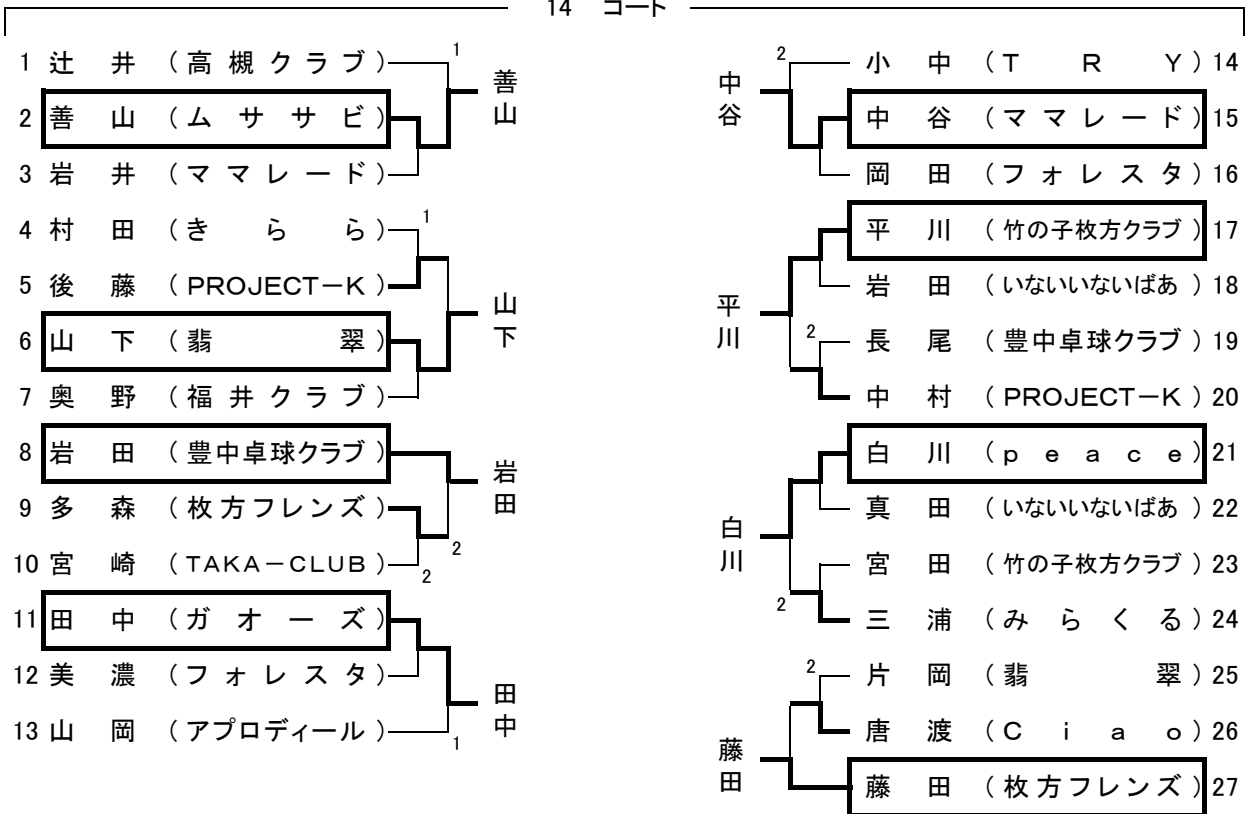 14 コート
1 辻 井 (高槻クラブ) 1
2 善 山 (ムササビ)
3 岩 井 (ママレード)
善山
4 村 田 (きらら) 1
5 後 藤 (PROJECT-K)
6 山 下 (翡翠)
7 奥 野 (福井クラブ)
山下
8 岩 田 (豊中卓球クラブ)
9 多 森 (枚方フレンズ)
10 宮 崎 (TAKA-CLUB) 2
2
岩田
11 田 中 (ガオーズ)
12 美 濃 (フォレスタ)
13 山 岡 (アプロディール) 1
田中
中谷
2 小 中 (TRY) 14
中 谷 (ママレード) 15
岡 田 (フォレスタ) 16
平川
平 川 (竹の子枚方クラブ) 17
岩 田 (いないいないばあ) 18
2 長 尾 (豊中卓球クラブ) 19
中 村 (PROJECT-K) 20
白川
白 川 (peace) 21
真 田 (いないいないばあ) 22
宮 田 (竹の子枚方クラブ) 23
2 三 浦 (みらくる) 24
藤田
2 片 岡 (翡翠) 25
唐 渡 (Ciao) 26
藤 田 (枚方フレンズ) 27